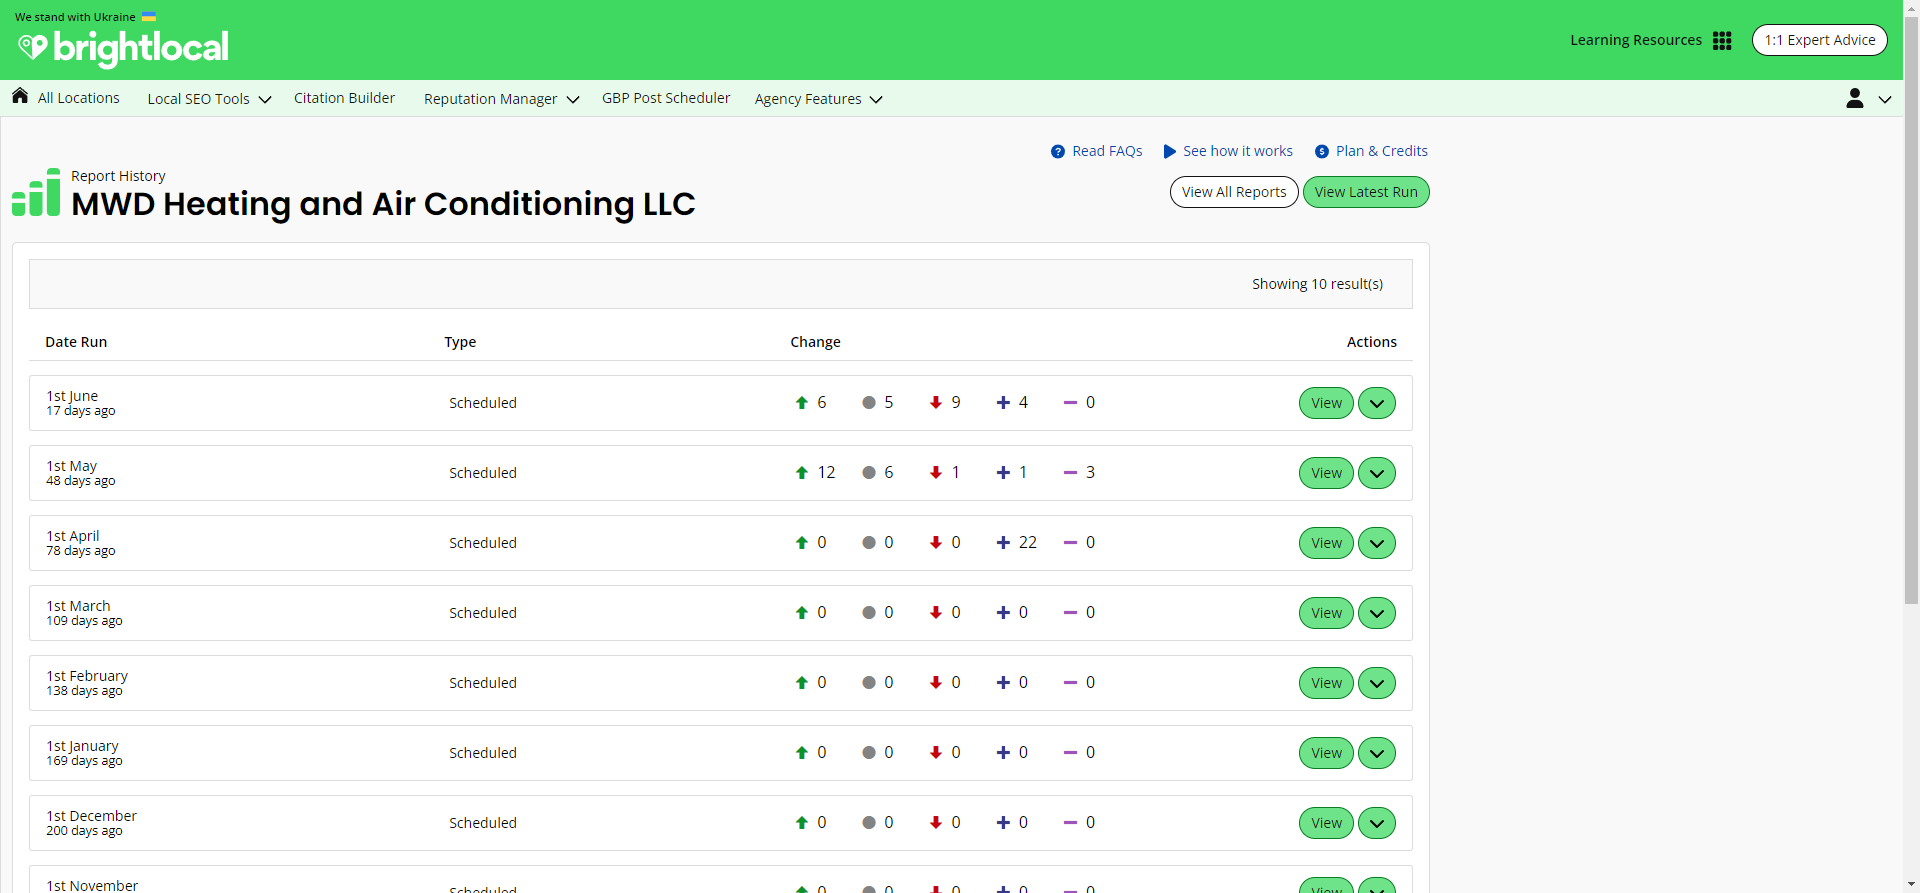 We stand with Ukraine
brightlocal
Learning Resources
1:1 Expert Advice
All Locations
Local SEO Tools
Citation Builder
Reputation Manager
GBP Post Scheduler
Agency Features
Read FAQs
See how it works
Plan & Credits
Report History
MWD Heating and Air Conditioning LLC
View All Reports
View Latest Run
Showing 10 result(s)
Date Run Type Change Actions
1st June
17 days ago
Scheduled 6 5 9 4 0 View
1st May
48 days ago
Scheduled 12 6 1 1 3 View
1st April
78 days ago
Scheduled 0 0 0 22 0 View
1st March
109 days ago
Scheduled 0 0 0 0 0 View
1st February
138 days ago
Scheduled 0 0 0 0 0 View
1st January
169 days ago
Scheduled 0 0 0 0 0 View
1st December
200 days ago
Scheduled 0 0 0 0 0 View
1st November
Scheduled 0 0 0 0 0 View